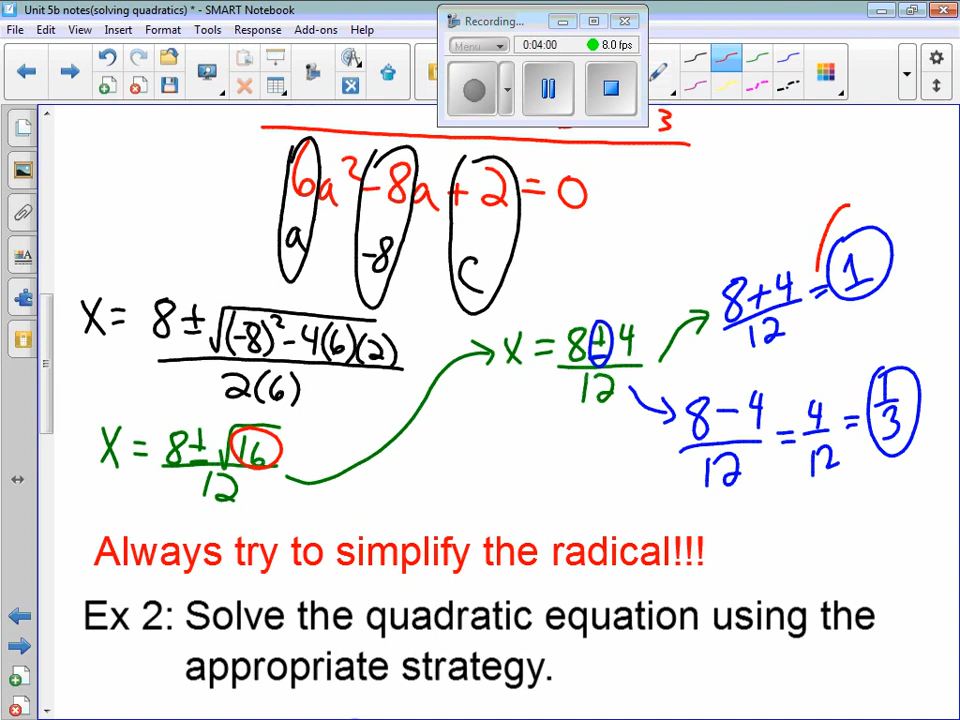 Unit 5b notes(solving quadratics) * - SMART Notebook
Recording...
File Edit View Insert Format Tools Response Add-ons Help
Menu 0:04:00 8.0 fps
3
6a² - 8a + 2 = 0
a -8 c
X = 8 ± √(-8)² - 4(6)(2)
2(6)
X = 8 ± √16
12
X = 8 ± 4
12
8 + 4 = 1
12
8 - 4 = 4 = 1
12 12 3
Always try to simplify the radical!!!
Ex 2: Solve the quadratic equation using the
appropriate strategy.